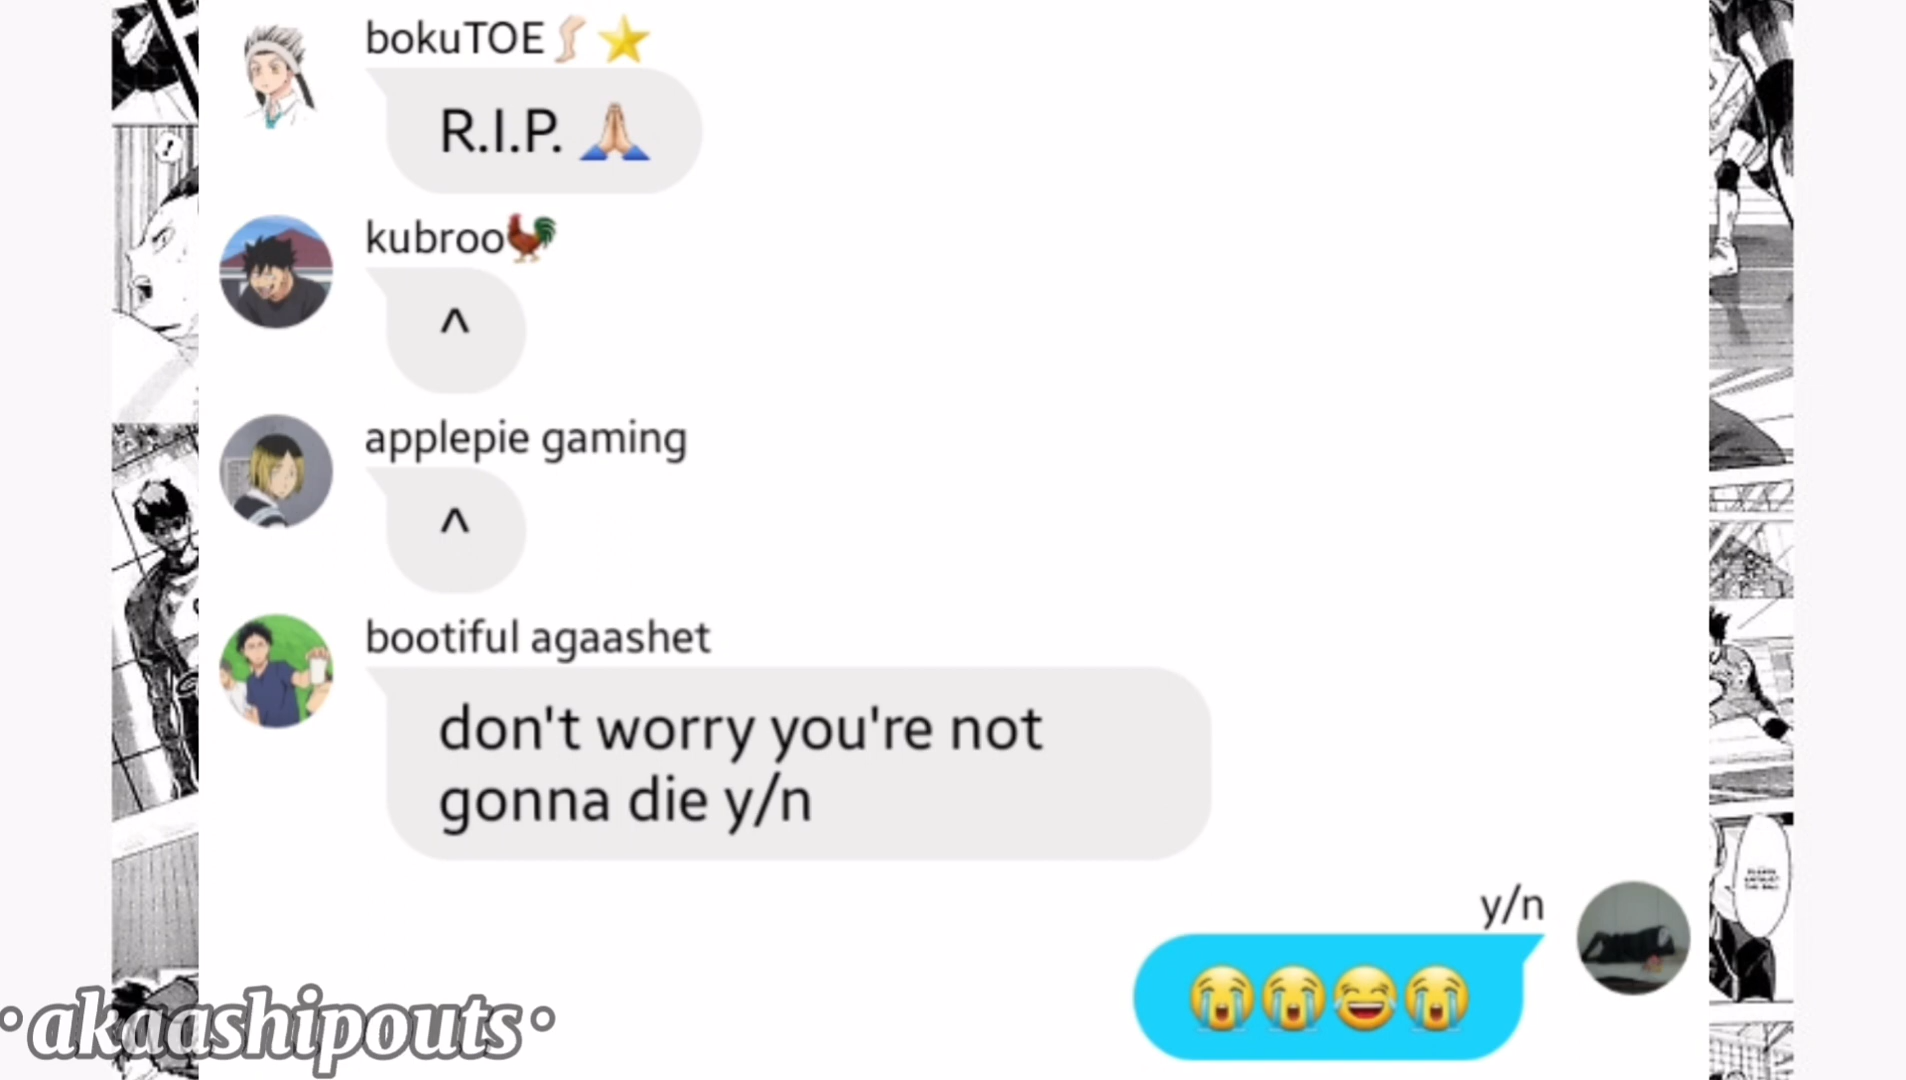 bokuTOE🦵🏻⭐
R.I.P. 🙏🏻
kubroo🐓
^
applepie gaming
^
bootiful agaashet
don't worry you're not
gonna die y/n
y/n
😭😭😂😭
•akaashipouts•